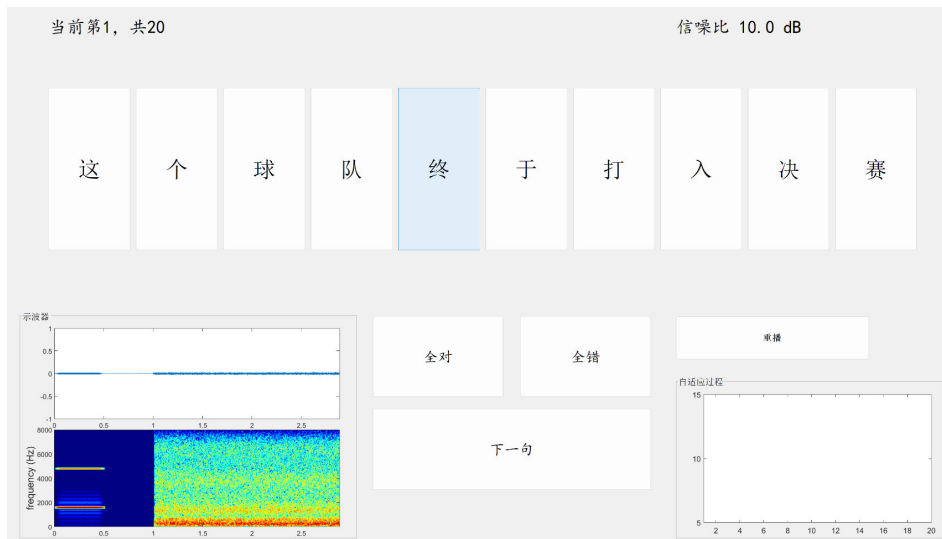 当前第1，共20
信噪比 10.0 dB
这 个 球 队 终 于 打 入 决 赛
示波器
1
0.5
0
-0.5
-1
0 0.5 1 1.5 2 2.5
frequency (Hz)
8000
6000
4000
2000
0
0 0.5 1 1.5 2 2.5
全对
全错
下一句
重播
自适应过程
15
10
5
2 4 6 8 10 12 14 16 18 20